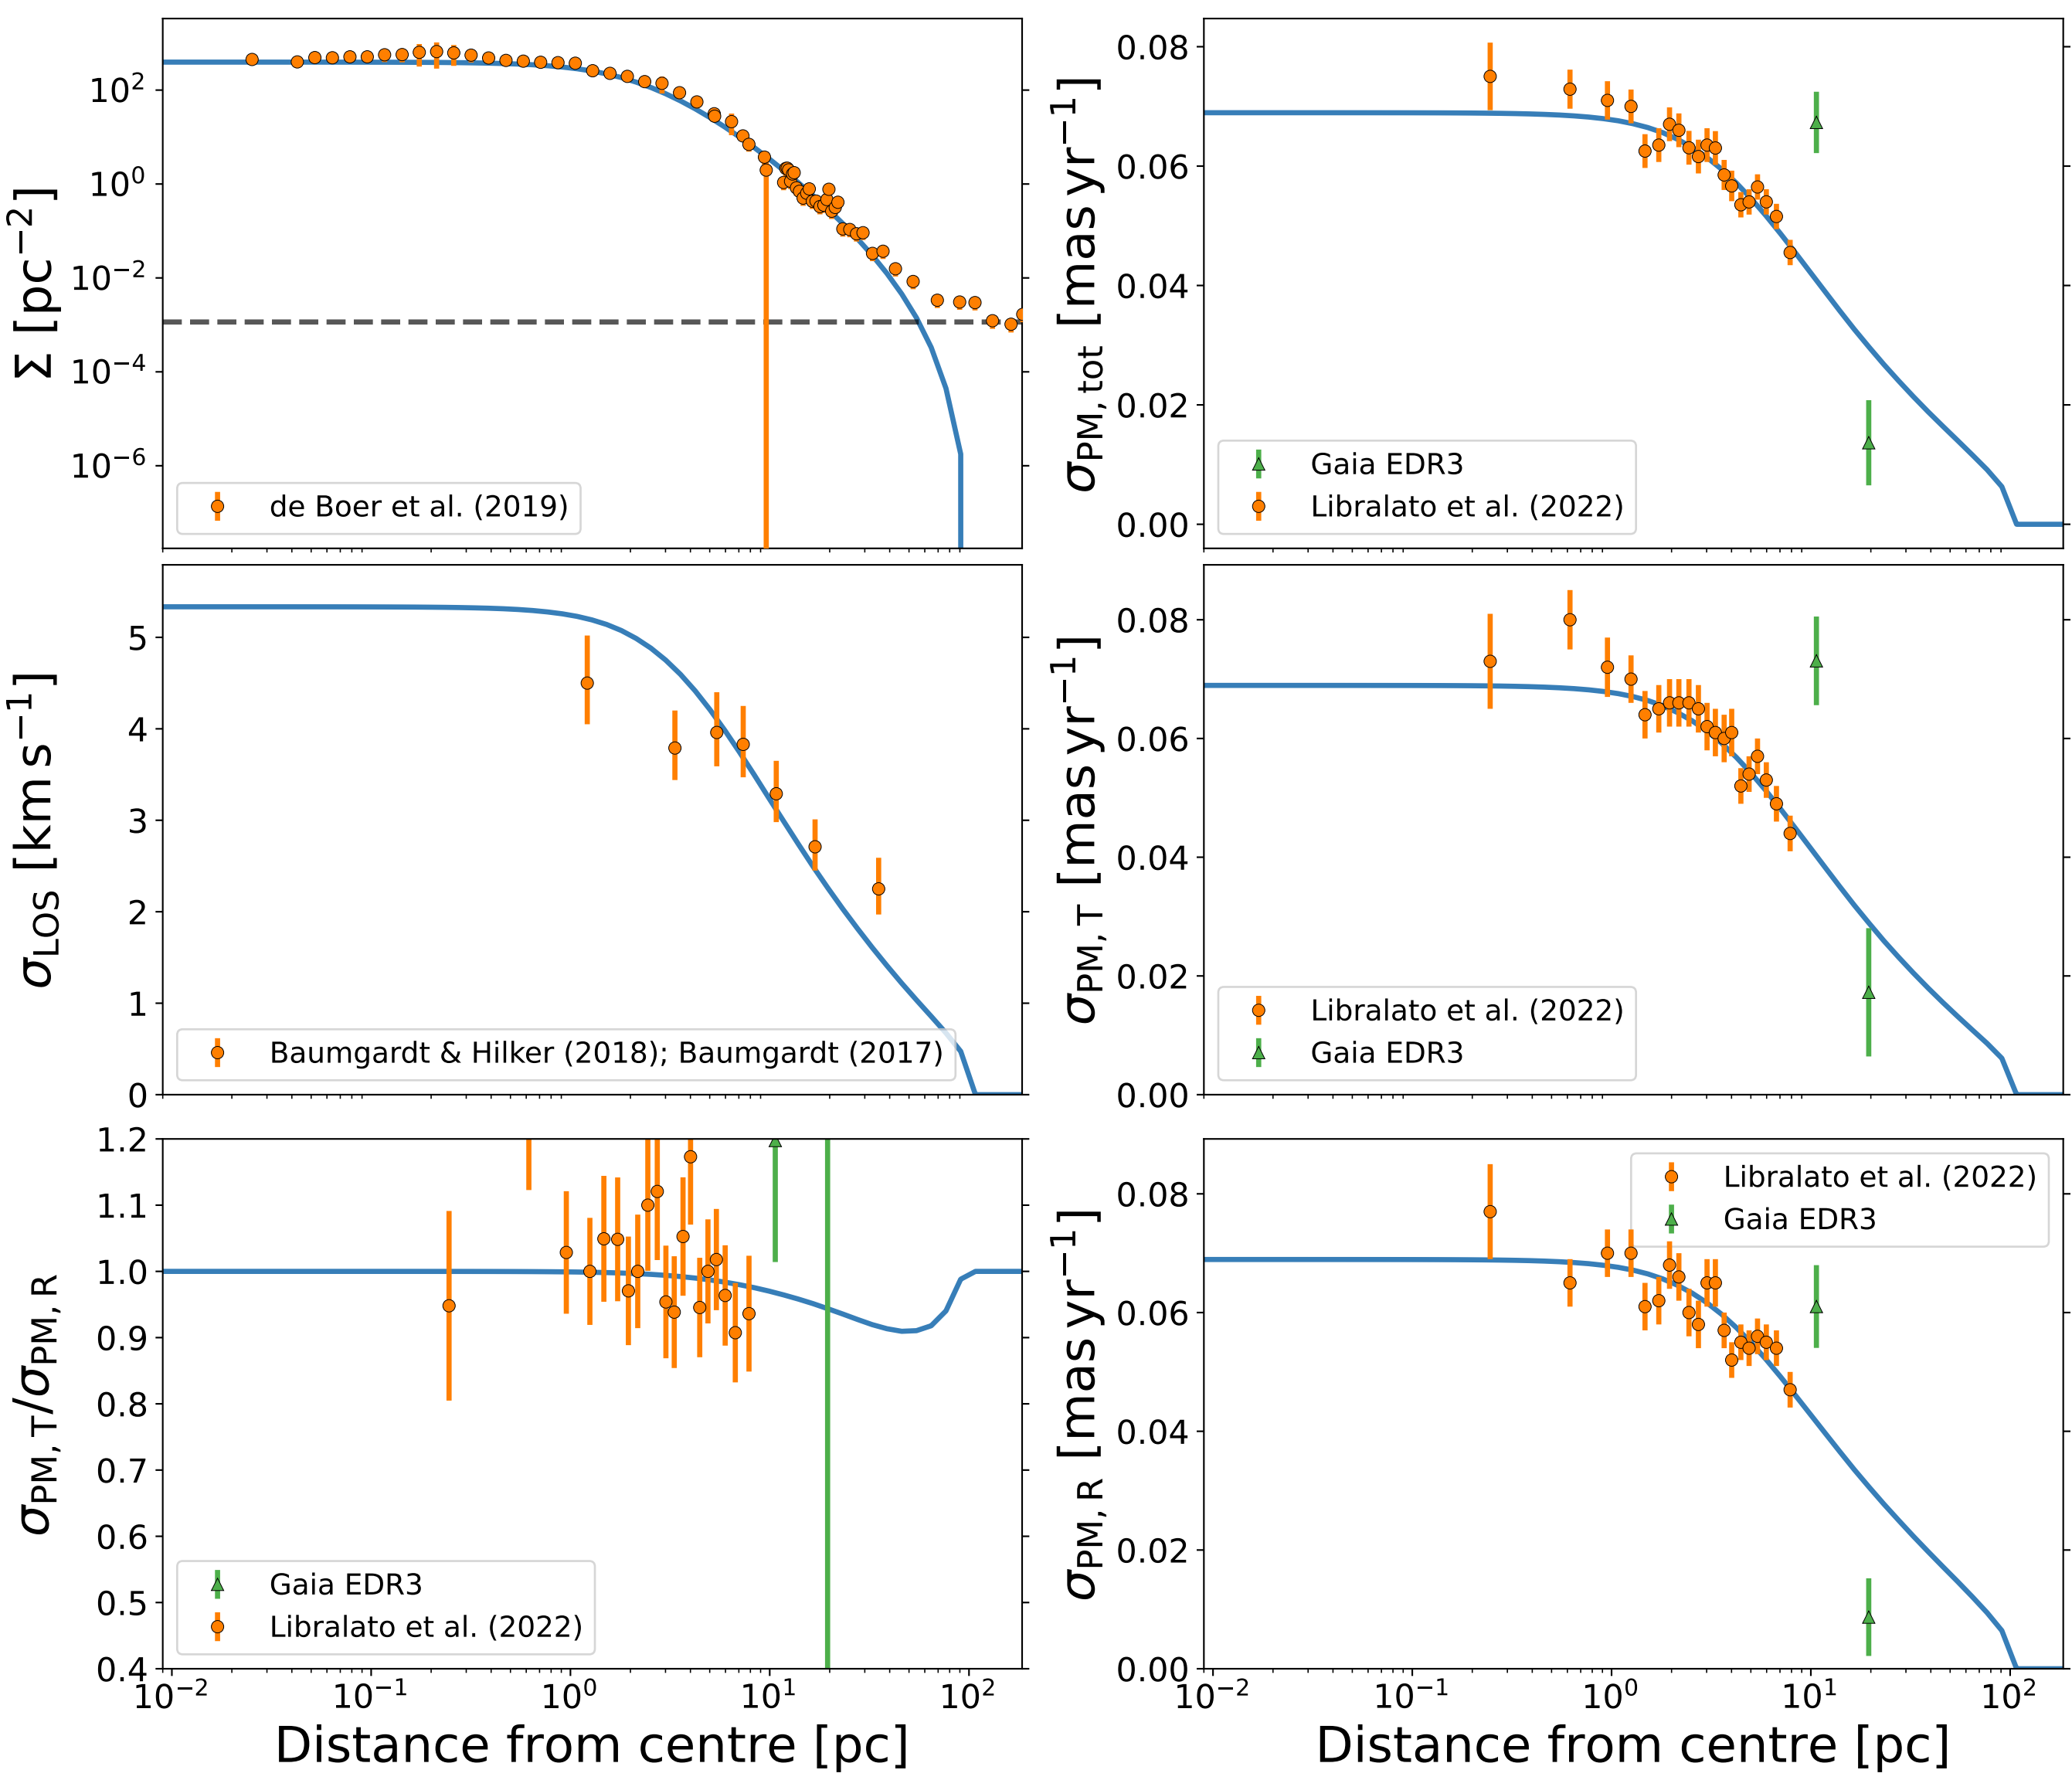 Σ [pc⁻²]
10²
10⁰
10⁻²
10⁻⁴
10⁻⁶
de Boer et al. (2019)
σPM, tot [mas yr⁻¹]
0.08
0.06
0.04
0.02
0.00
Gaia EDR3
Libralato et al. (2022)
σLOS [km s⁻¹]
5
4
3
2
1
0
Baumgardt & Hilker (2018); Baumgardt (2017)
σPM, T [mas yr⁻¹]
0.08
0.06
0.04
0.02
0.00
Libralato et al. (2022)
Gaia EDR3
σPM, T/σPM, R
1.2
1.1
1.0
0.9
0.8
0.7
0.6
0.5
0.4
Gaia EDR3
Libralato et al. (2022)
10⁻² 10⁻¹ 10⁰ 10¹ 10²
Distance from centre [pc]
σPM, R [mas yr⁻¹]
0.08
0.06
0.04
0.02
0.00
Libralato et al. (2022)
Gaia EDR3
10⁻² 10⁻¹ 10⁰ 10¹ 10²
Distance from centre [pc]